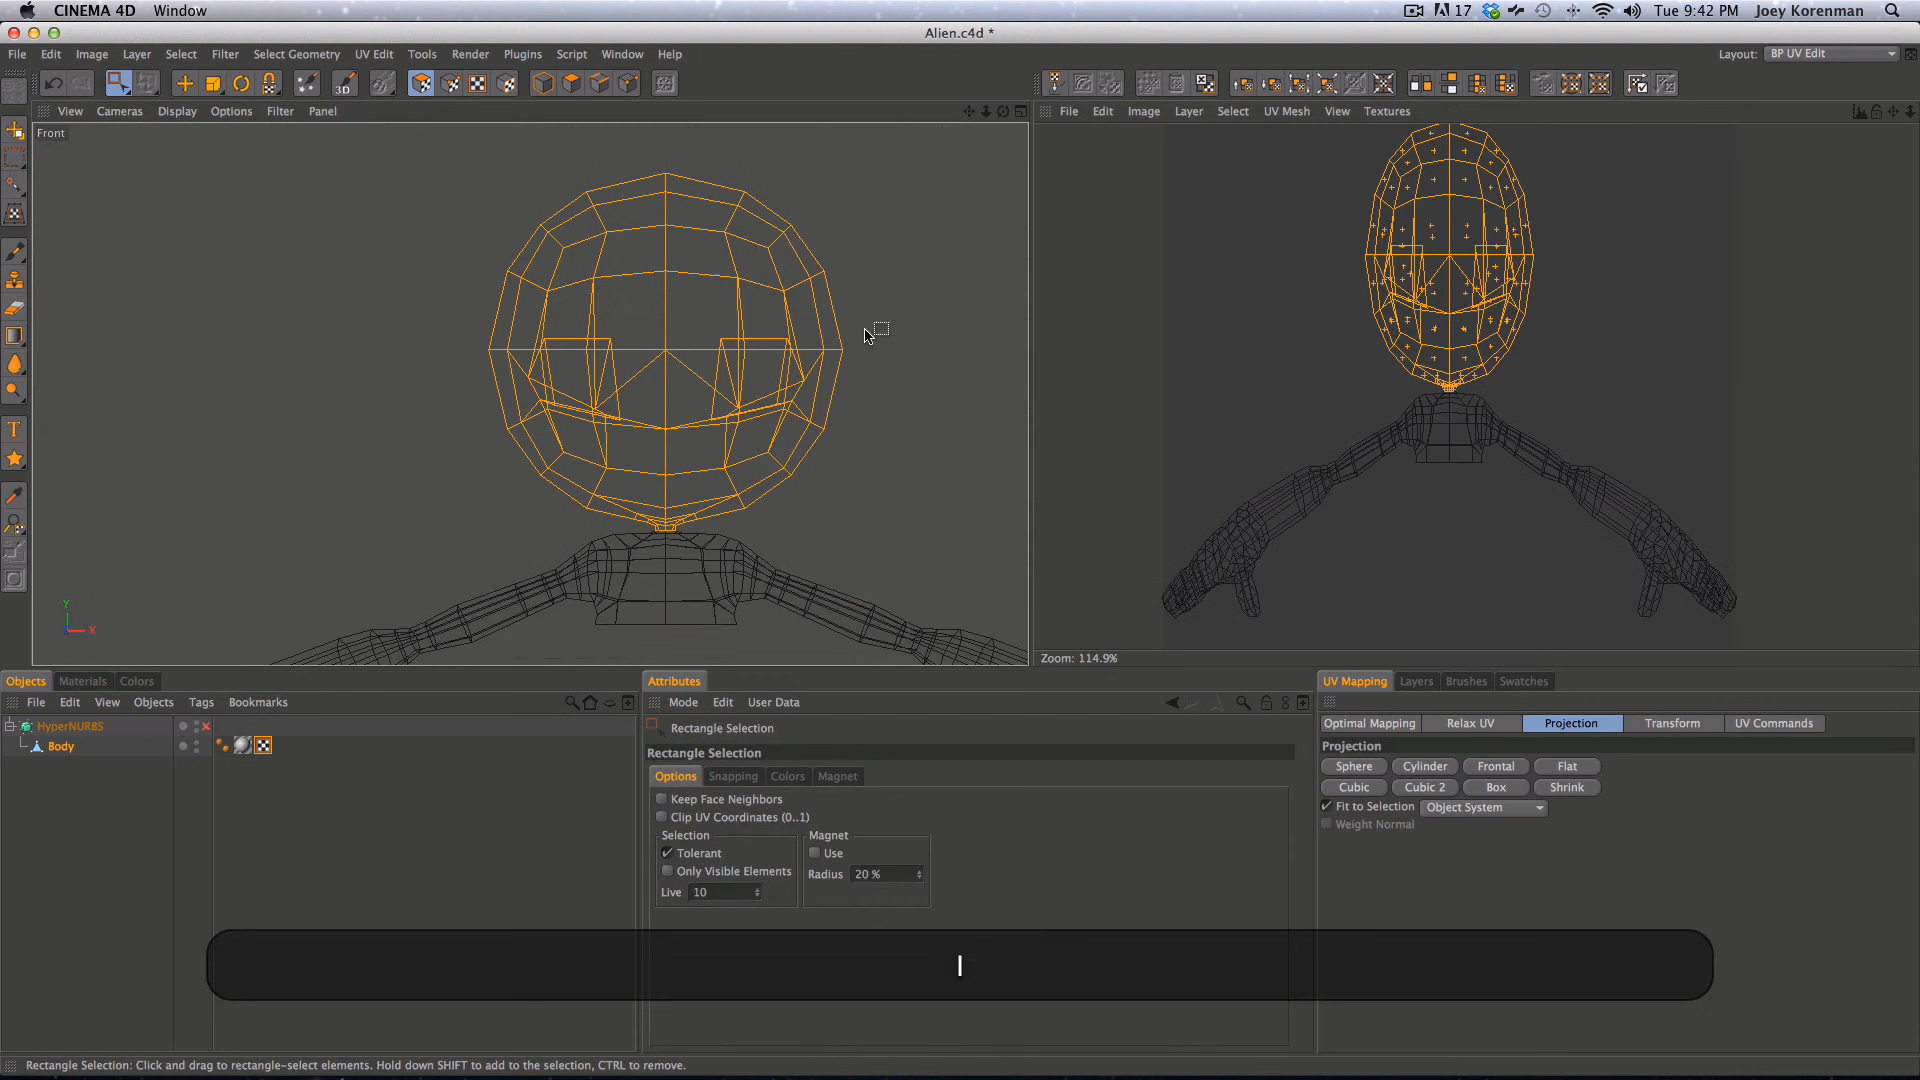 CINEMA 4D Window 17 Tue 9:42 PM Joey Korenman
Alien.c4d *
File Edit Image Layer Select Filter Select Geometry UV Edit Tools Render Plugins Script Window Help Layout: BP UV Edit
3D
View Cameras Display Options Filter Panel File Edit Image Layer Select UV Mesh View Textures
Front
Y
X
Zoom: 114.9%
Objects Materials Colors Attributes UV Mapping Layers Brushes Swatches
File Edit View Objects Tags Bookmarks Mode Edit User Data
HyperNURBS Rectangle Selection Optimal Mapping Relax UV Projection Transform UV Commands
Body Rectangle Selection Projection
Options Snapping Colors Magnet Sphere Cylinder Frontal Flat
Keep Face Neighbors Cubic Cubic 2 Box Shrink
Clip UV Coordinates (0..1) Fit to Selection Object System
Selection Magnet Weight Normal
Tolerant Use
Only Visible Elements Radius 20 %
Live 10
I
Rectangle Selection: Click and drag to rectangle-select elements. Hold down SHIFT to add to the selection, CTRL to remove.